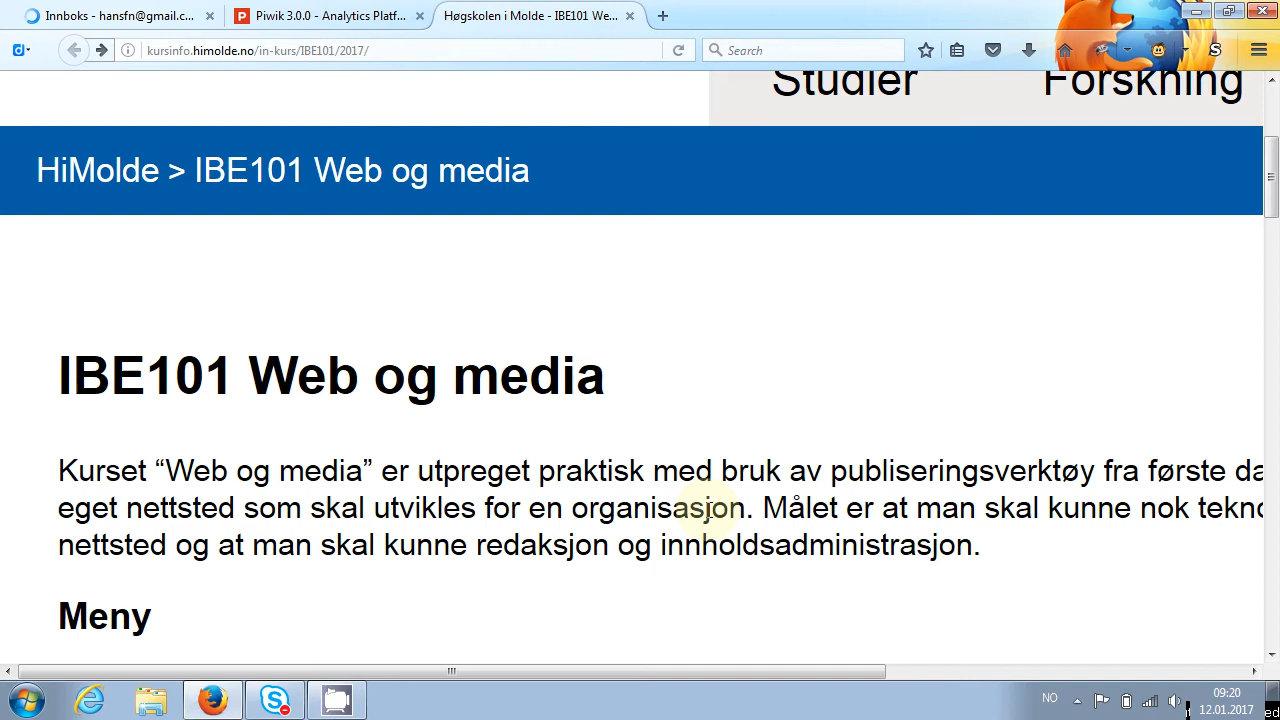 Innboks - hansfn@gmail.c...
Piwik 3.0.0 - Analytics Platf...
Høgskolen i Molde - IBE101 We...
kursinfo.himolde.no/in-kurs/IBE101/2017/
Search
Studier
Forskning
HiMolde > IBE101 Web og media
IBE101 Web og media
Kurset “Web og media” er utpreget praktisk med bruk av publiseringsverktøy fra første da
eget nettsted som skal utvikles for en organisasjon. Målet er at man skal kunne nok tekno
nettsted og at man skal kunne redaksjon og innholdsadministrasjon.
Meny
NO
09:20
12.01.2017